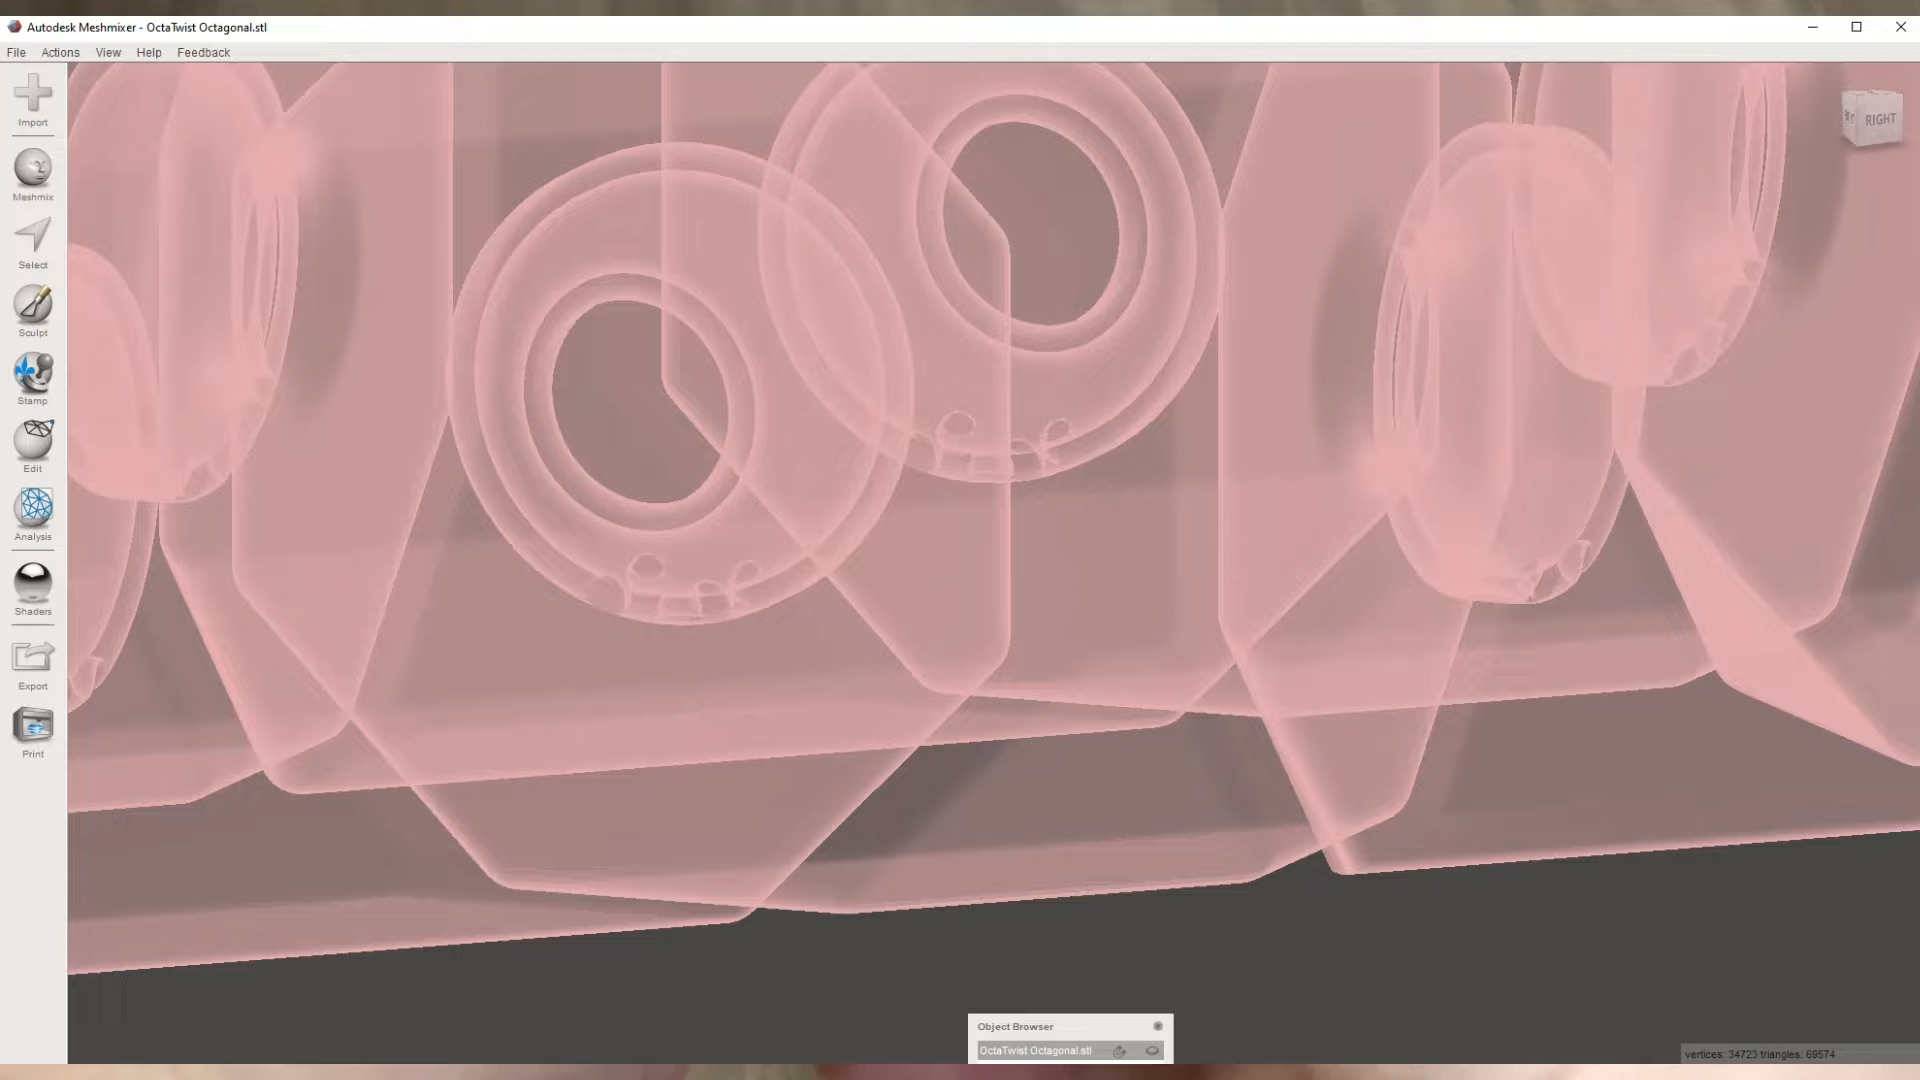 Autodesk Meshmixer - OctaTwist Octagonal.stl
File Actions View Help Feedback
Import
Meshmix
Select
Sculpt
Stamp
Edit
Analysis
Shaders
Export
Print
RIGHT
Object Browser
OctaTwist Octagonal.stl
vertices: 34723 triangles: 69574